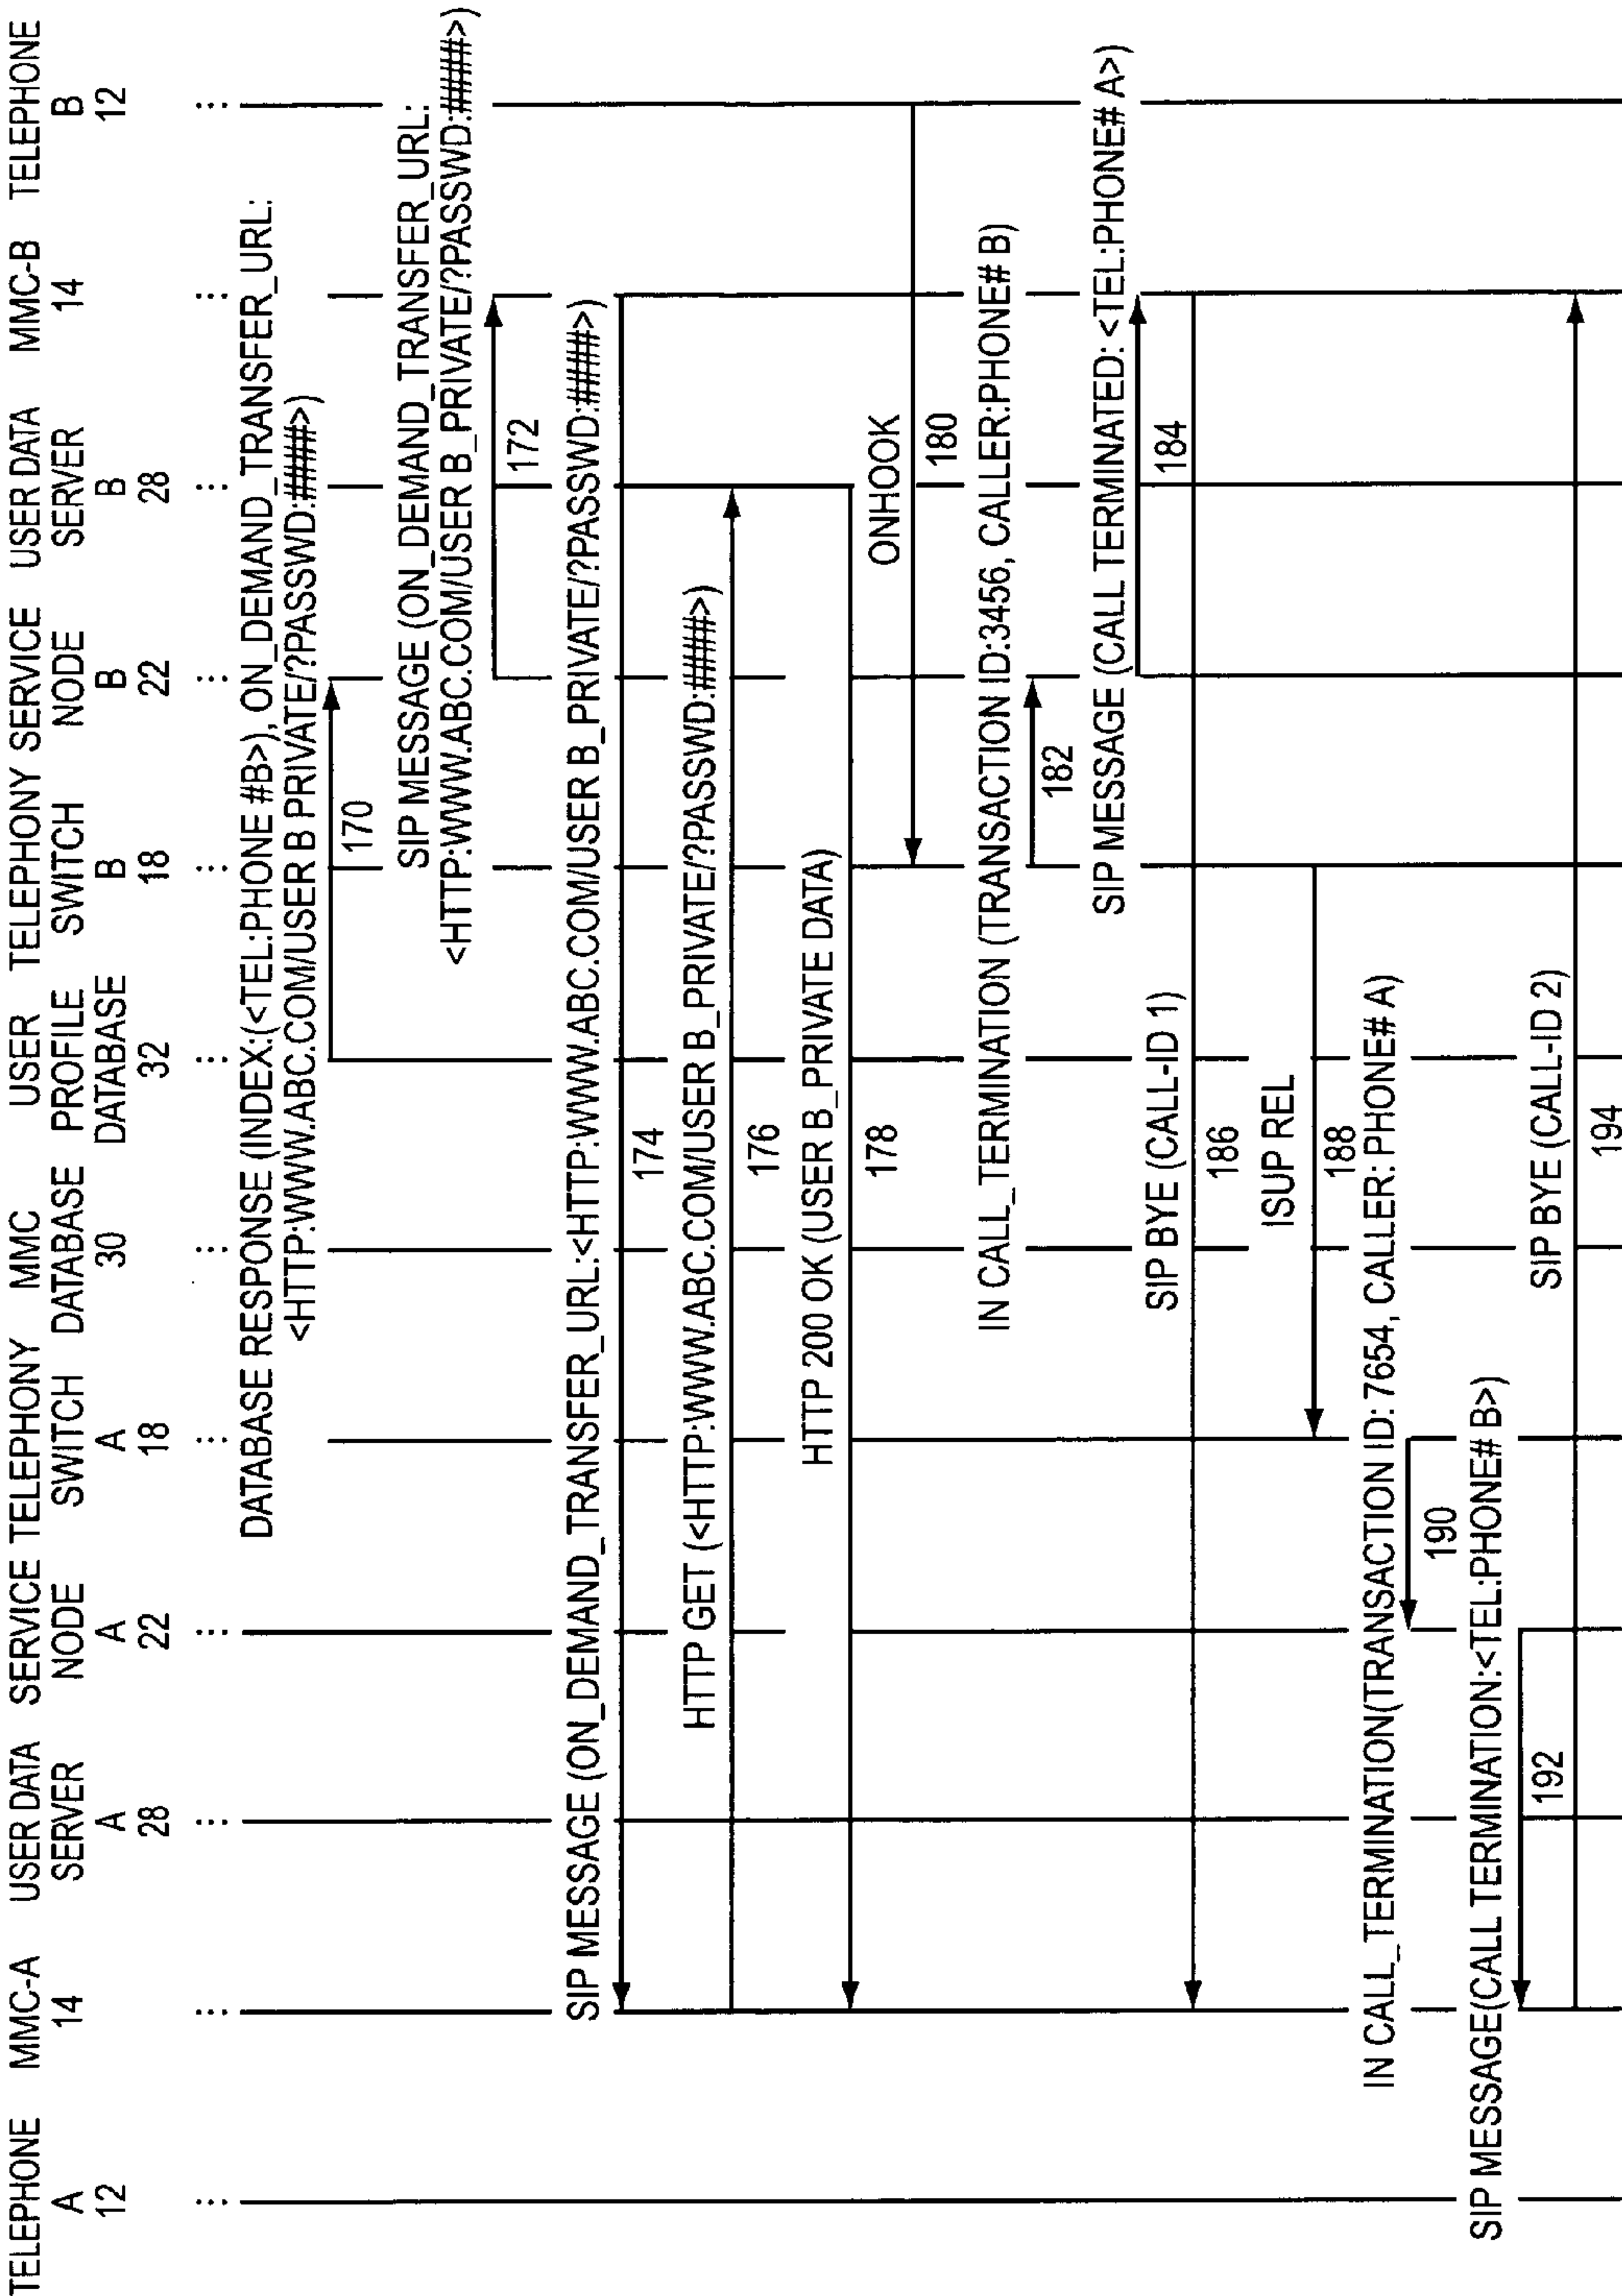 TELEPHONE
A
12
MMC-A
14
USER DATA
SERVER
A
28
SERVICE
NODE
A
22
TELEPHONY
SWITCH
A
18
MMC
DATABASE
30
USER
PROFILE
DATABASE
32
TELEPHONY
SWITCH
B
18
SERVICE
NODE
B
22
USER DATA
SERVER
B
28
MMC-B
14
TELEPHONE
B
12
DATABASE RESPONSE (INDEX:(<TEL:PHONE #B>), ON_DEMAND_TRANSFER_URL:
<HTTP:WWW.ABC.COM/USER B PRIVATE/?PASSWD:####>)
170
SIP MESSAGE (ON_DEMAND_TRANSFER_URL:
<HTTP:WWW.ABC.COM/USER B_PRIVATE/?PASSWD:####>)
172
SIP MESSAGE (ON_DEMAND_TRANSFER_URL:<HTTP:WWW.ABC.COM/USER B_PRIVATE/?PASSWD:####>)
174
HTTP GET (<HTTP:WWW.ABC.COM/USER B_PRIVATE/?PASSWD:####>)
176
HTTP 200 OK (USER B_PRIVATE DATA)
178
ONHOOK
180
IN CALL_TERMINATION (TRANSACTION ID:3456, CALLER:PHONE# B)
182
SIP MESSAGE (CALL TERMINATED: <TEL:PHONE# A>)
184
SIP BYE (CALL-ID 1)
186
ISUP REL
188
IN CALL_TERMINATION(TRANSACTION ID: 7654, CALLER: PHONE# A)
190
SIP MESSAGE(CALL TERMINATION:<TEL:PHONE# B>)
192
SIP BYE (CALL-ID 2)
194